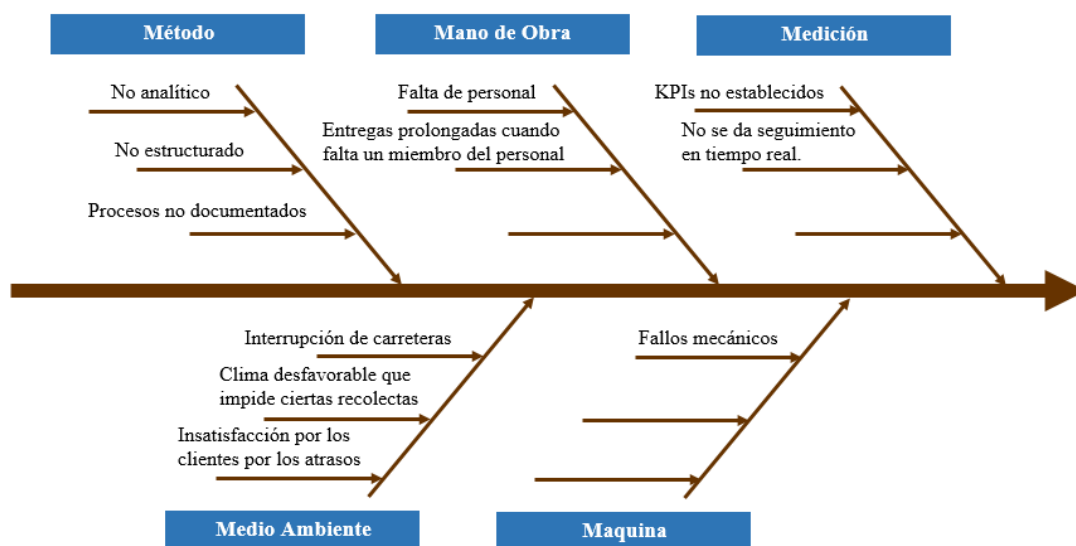 Método
Mano de Obra
Medición
No analítico
No estructurado
Procesos no documentados
Falta de personal
Entregas prolongadas cuando
falta un miembro del personal
KPIs no establecidos
No se da seguimiento
en tiempo real.
Interrupción de carreteras
Clima desfavorable que
impide ciertas recolectas
Insatisfacción por los
clientes por los atrasos
Fallos mecánicos
Medio Ambiente
Maquina